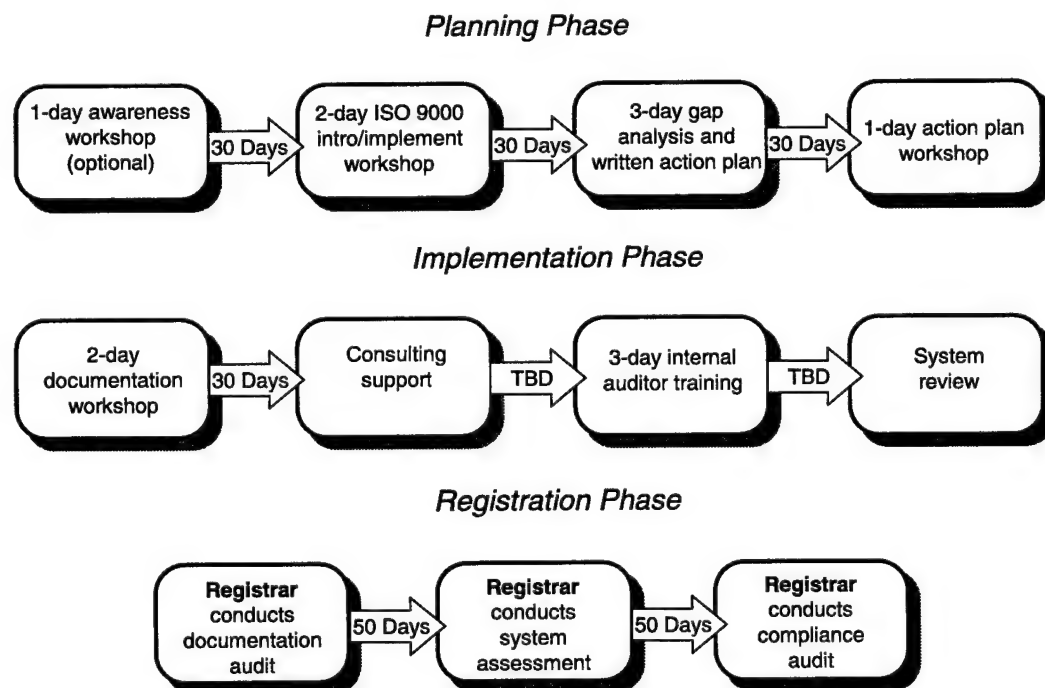 Planning Phase
1-day awareness
workshop
(optional)
30 Days
2-day ISO 9000
intro/implement
workshop
30 Days
3-day gap
analysis and
written action plan
30 Days
1-day action plan
workshop
Implementation Phase
2-day
documentation
workshop
30 Days
Consulting
support
TBD
3-day internal
auditor training
TBD
System
review
Registration Phase
Registrar
conducts
documentation
audit
50 Days
Registrar
conducts
system
assessment
50 Days
Registrar
conducts
compliance
audit